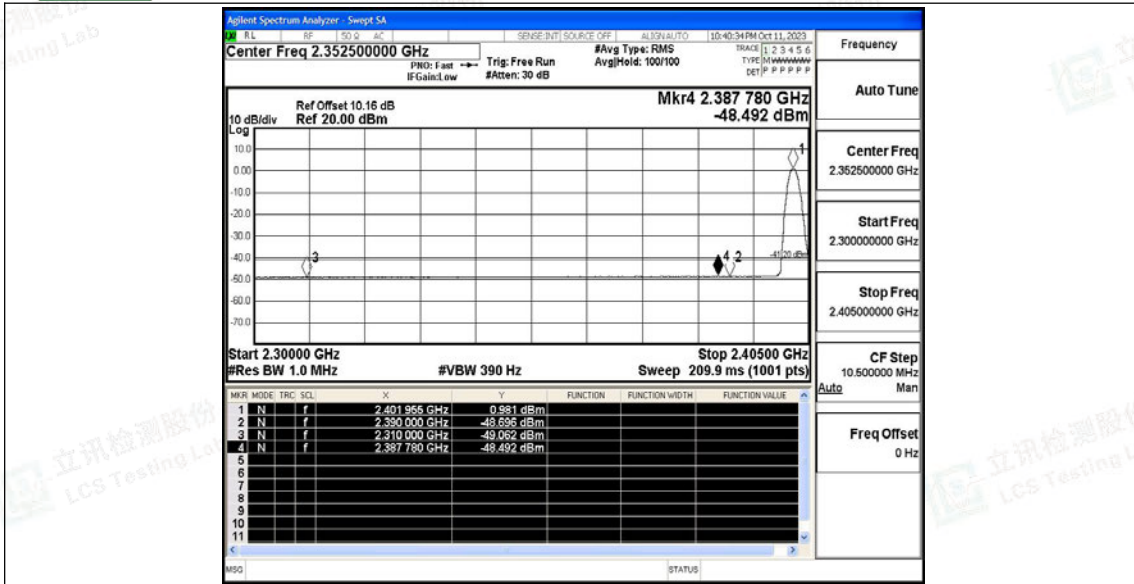 Agilent Spectrum Analyzer - Swept SA
RL RF 50 Ω AC SENSE:INT SOURCE OFF ALIGN AUTO 10:40:34 PM Oct 11, 2023
Center Freq 2.352500000 GHz
PNO: Fast
IFGain:Low
Trig: Free Run
#Atten: 30 dB
#Avg Type: RMS
Avg|Hold: 100/100
TRACE 1 2 3 4 5 6
TYPE M W W W W W
DET P P P P P P
Mkr4 2.387 780 GHz
-48.492 dBm
Ref Offset 10.16 dB
10 dB/div Ref 20.00 dBm
Log
10.0
0.00
-10.0
-20.0
-30.0
-40.0
-50.0
-60.0
-70.0
1
3
4 2
-41.20 dBm
Start 2.30000 GHz Stop 2.40500 GHz
#Res BW 1.0 MHz #VBW 390 Hz Sweep 209.9 ms (1001 pts)
MKR MODE TRC SCL X Y FUNCTION FUNCTION WIDTH FUNCTION VALUE
1 N f 2.401 955 GHz 0.981 dBm
2 N f 2.390 000 GHz -48.696 dBm
3 N f 2.310 000 GHz -49.062 dBm
4 N f 2.387 780 GHz -48.492 dBm
5
6
7
8
9
10
11
MSG STATUS
Frequency
Auto Tune
Center Freq
2.352500000 GHz
Start Freq
2.300000000 GHz
Stop Freq
2.405000000 GHz
CF Step
10.500000 MHz
Auto Man
Freq Offset
0 Hz
立讯检测股份
LCS Testing Lab
立讯检测股份
LCS Testing L